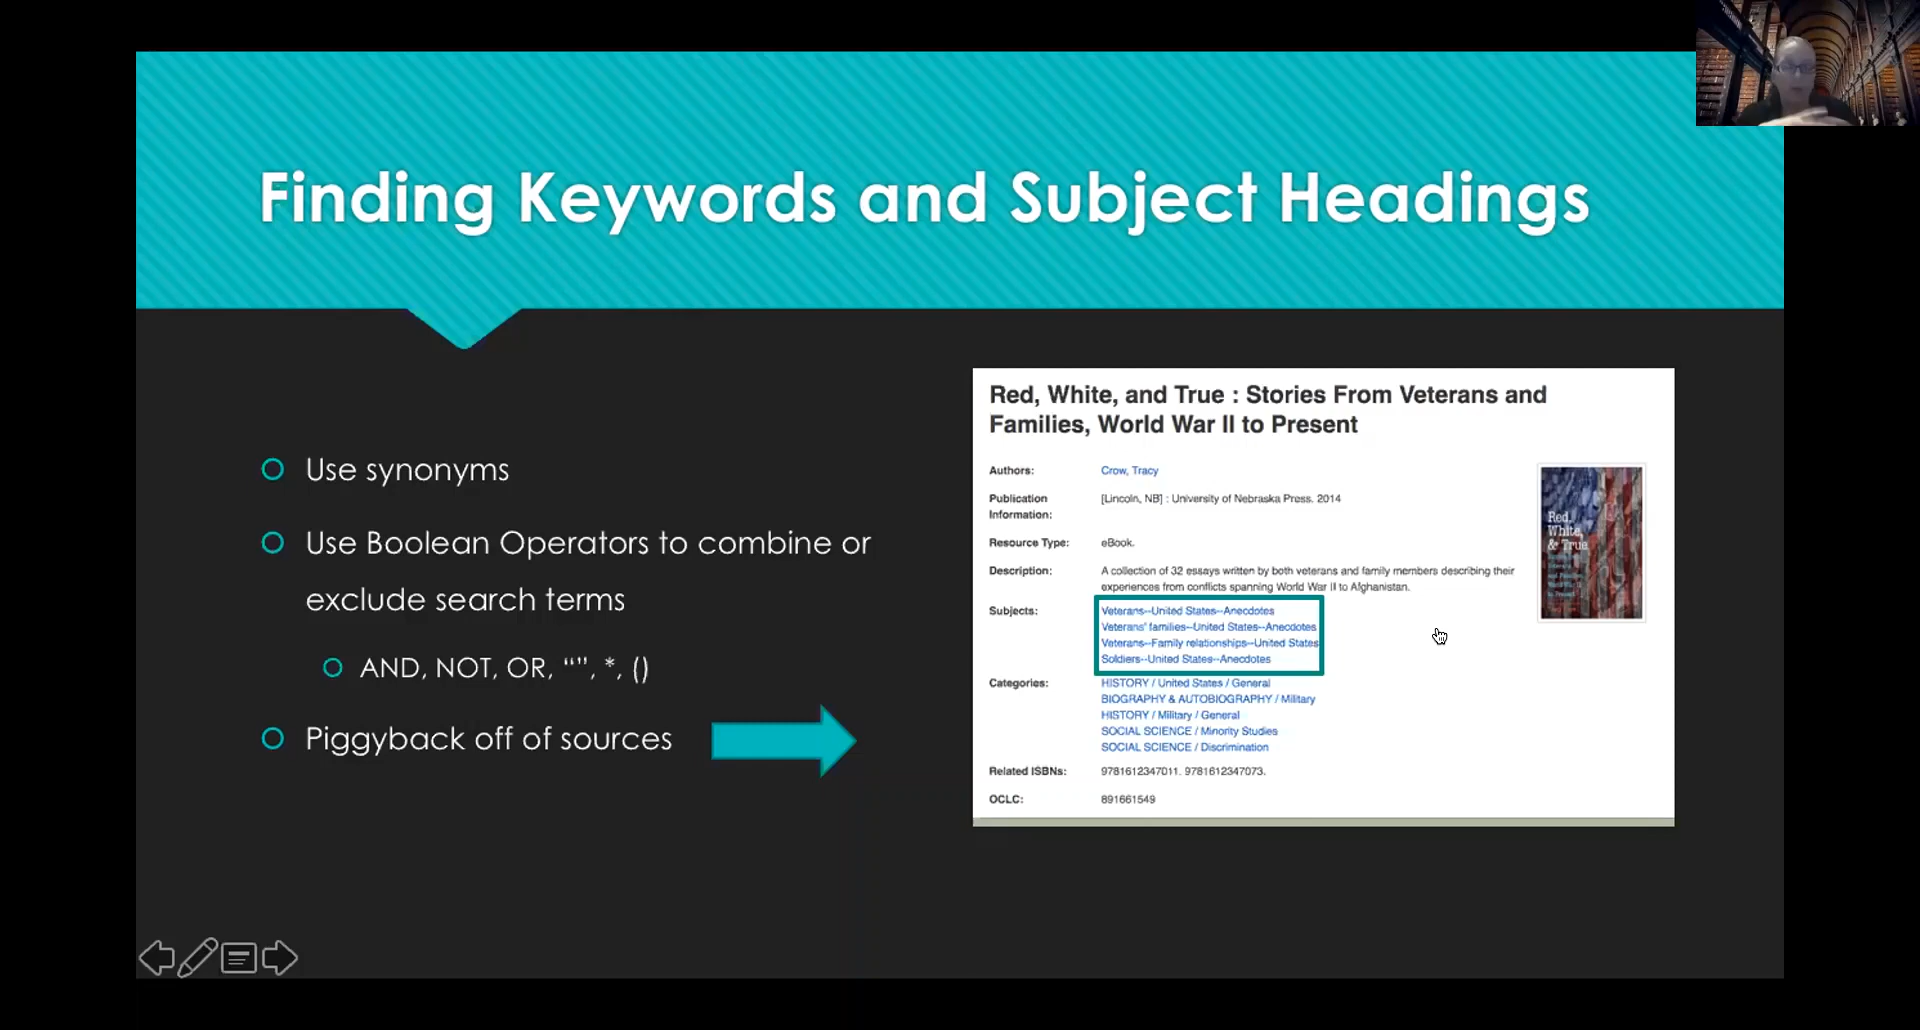 Finding Keywords and Subject Headings
Use synonyms
Use Boolean Operators to combine or
exclude search terms
AND, NOT, OR, “”, *, ()
Piggyback off of sources
Red, White, and True : Stories From Veterans and
Families, World War II to Present
Authors: Crow, Tracy
Publication Information: [Lincoln, NB] : University of Nebraska Press. 2014
Resource Type: eBook.
Description: A collection of 32 essays written by both veterans and family members describing their
experiences from conflicts spanning World War II to Afghanistan.
Subjects: Veterans--United States--Anecdotes
Veterans' families--United States--Anecdotes
Veterans--Family relationships--United States
Soldiers--United States--Anecdotes
Categories: HISTORY / United States / General
BIOGRAPHY & AUTOBIOGRAPHY / Military
HISTORY / Military / General
SOCIAL SCIENCE / Minority Studies
SOCIAL SCIENCE / Discrimination
Related ISBNs: 9781612347011. 9781612347073.
OCLC: 891661549
Red,
White,
& True